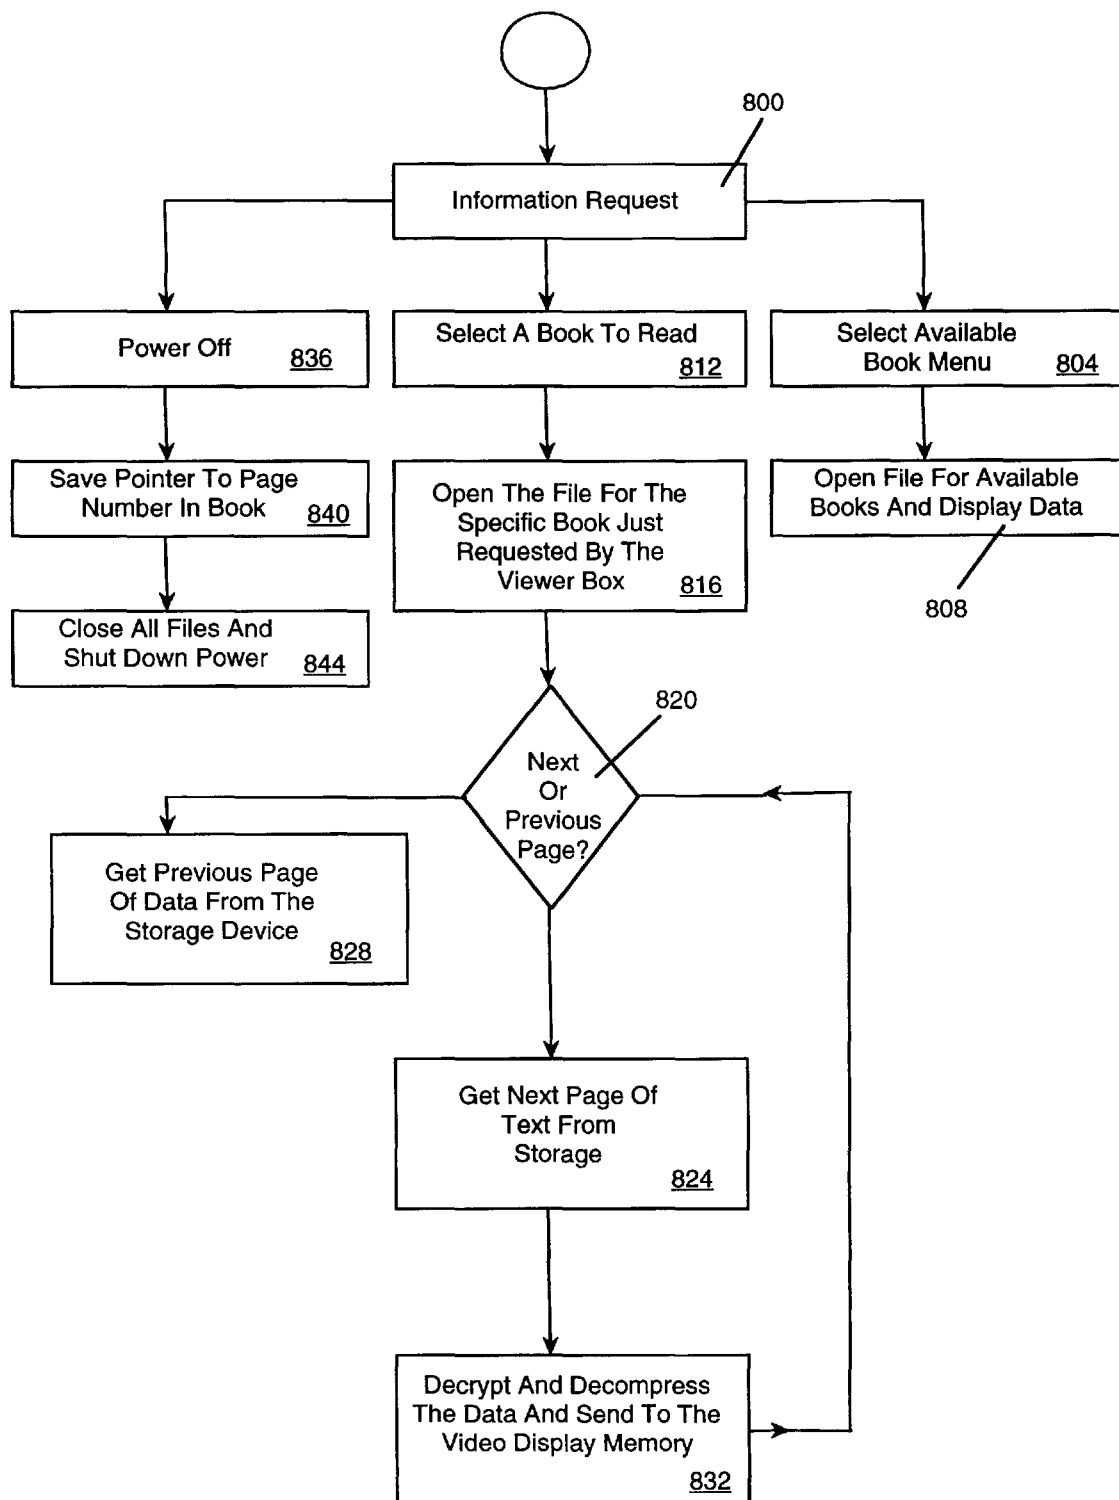 800
Information Request
Power Off
836
Select A Book To Read
812
Select Available
Book Menu
804
Save Pointer To Page
Number In Book
840
Open The File For The
Specific Book Just
Requested By The
Viewer Box
816
Open File For Available
Books And Display Data
808
Close All Files And
Shut Down Power
844
820
Next
Or
Previous
Page?
Get Previous Page
Of Data From The
Storage Device
828
Get Next Page Of
Text From
Storage
824
Decrypt And Decompress
The Data And Send To The
Video Display Memory
832